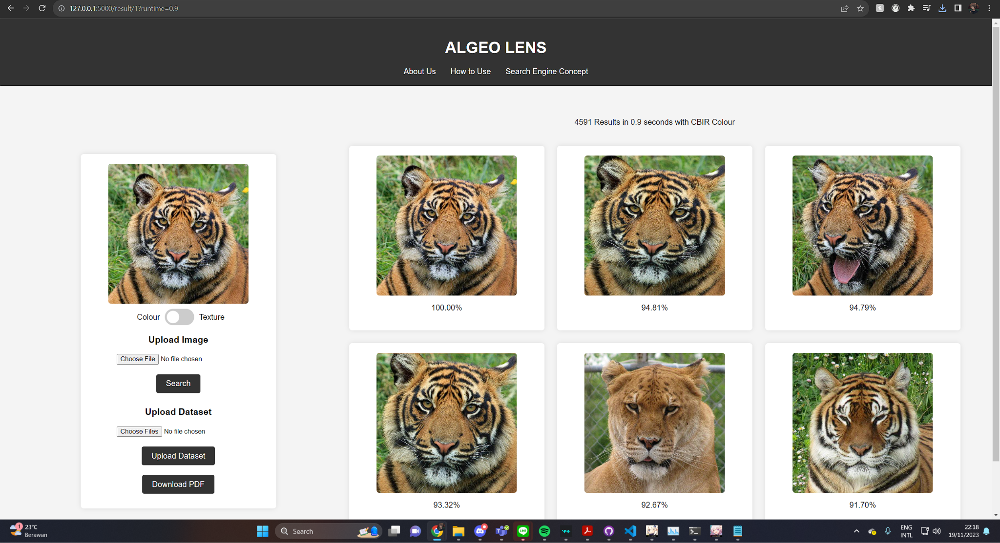 127.0.0.1:5000/result/1?runtime=0.9
ALGEO LENS
About Us How to Use Search Engine Concept
4591 Results in 0.9 seconds with CBIR Colour
100.00% 94.81% 94.79%
Colour Texture
Upload Image
Choose File No file chosen
Search
Upload Dataset
Choose Files No file chosen
Upload Dataset
Download PDF
93.32% 92.67% 91.70%
1
23°C
Berawan
Search
LINE
ENG
INTL
22:18
19/11/2023